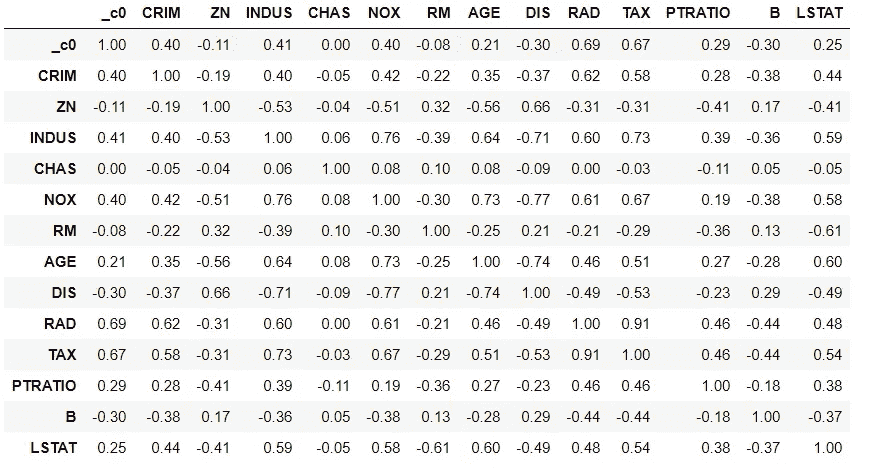 _c0 CRIM ZN INDUS CHAS NOX RM AGE DIS RAD TAX PTRATIO B LSTAT
_c0 1.00 0.40 -0.11 0.41 0.00 0.40 -0.08 0.21 -0.30 0.69 0.67 0.29 -0.30 0.25
CRIM 0.40 1.00 -0.19 0.40 -0.05 0.42 -0.22 0.35 -0.37 0.62 0.58 0.28 -0.38 0.44
ZN -0.11 -0.19 1.00 -0.53 -0.04 -0.51 0.32 -0.56 0.66 -0.31 -0.31 -0.41 0.17 -0.41
INDUS 0.41 0.40 -0.53 1.00 0.06 0.76 -0.39 0.64 -0.71 0.60 0.73 0.39 -0.36 0.59
CHAS 0.00 -0.05 -0.04 0.06 1.00 0.08 0.10 0.08 -0.09 0.00 -0.03 -0.11 0.05 -0.05
NOX 0.40 0.42 -0.51 0.76 0.08 1.00 -0.30 0.73 -0.77 0.61 0.67 0.19 -0.38 0.58
RM -0.08 -0.22 0.32 -0.39 0.10 -0.30 1.00 -0.25 0.21 -0.21 -0.29 -0.36 0.13 -0.61
AGE 0.21 0.35 -0.56 0.64 0.08 0.73 -0.25 1.00 -0.74 0.46 0.51 0.27 -0.28 0.60
DIS -0.30 -0.37 0.66 -0.71 -0.09 -0.77 0.21 -0.74 1.00 -0.49 -0.53 -0.23 0.29 -0.49
RAD 0.69 0.62 -0.31 0.60 0.00 0.61 -0.21 0.46 -0.49 1.00 0.91 0.46 -0.44 0.48
TAX 0.67 0.58 -0.31 0.73 -0.03 0.67 -0.29 0.51 -0.53 0.91 1.00 0.46 -0.44 0.54
PTRATIO 0.29 0.28 -0.41 0.39 -0.11 0.19 -0.36 0.27 -0.23 0.46 0.46 1.00 -0.18 0.38
B -0.30 -0.38 0.17 -0.36 0.05 -0.38 0.13 -0.28 0.29 -0.44 -0.44 -0.18 1.00 -0.37
LSTAT 0.25 0.44 -0.41 0.59 -0.05 0.58 -0.61 0.60 -0.49 0.48 0.54 0.38 -0.37 1.00